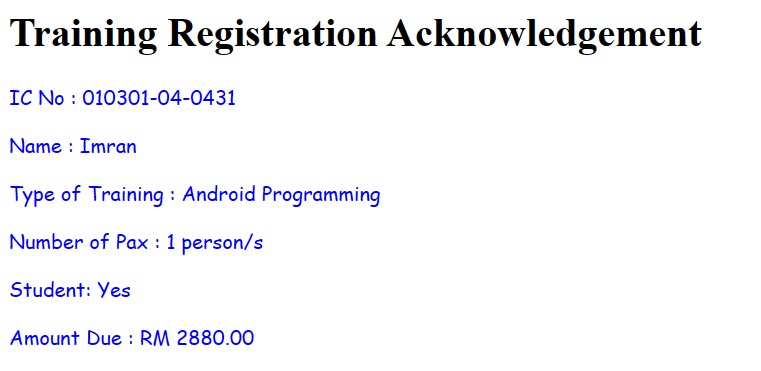 Training Registration Acknowledgement
IC No : 010301-04-0431
Name : Imran
Type of Training : Android Programming
Number of Pax : 1 person/s
Student: Yes
Amount Due : RM 2880.00